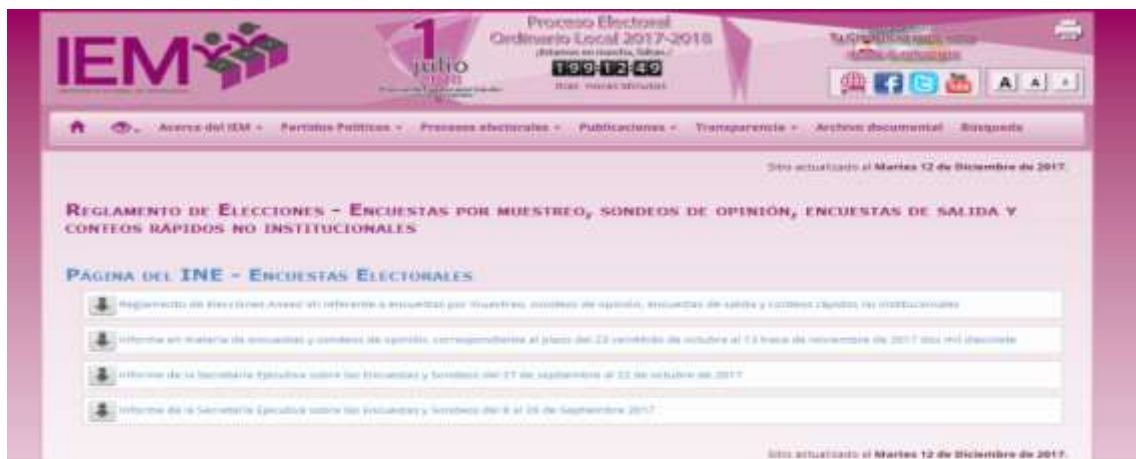 IEM
1
julio
Proceso Electoral
Ordinario Local 2017-2018
199:12:49
A A A
Acerca del IEM Partidos Políticos Procesos electorales Publicaciones Transparencia Archivo documental Búsqueda
Sitio actualizado al Martes 12 de Diciembre de 2017.
REGLAMENTO DE ELECCIONES - ENCUESTAS POR MUESTREO, SONDEOS DE OPINIÓN, ENCUESTAS DE SALIDA Y
CONTEOS RÁPIDOS NO INSTITUCIONALES
PÁGINA DEL INE - ENCUESTAS ELECTORALES
Reglamento de Elecciones Anexo referente a encuestas por muestreo, sondeos de opinión, encuestas de salida y conteos rápidos no institucionales
Informe en materia de encuestas y sondeos de opinión, correspondiente al plazo del 23 de octubre al 13 trece de noviembre de 2017 dos mil diecisiete
Informe de la Secretaría Ejecutiva sobre las Encuestas y Sondeos del 27 de septiembre al 22 de octubre de 2017
Informe de la Secretaría Ejecutiva sobre las Encuestas y Sondeos del 8 al 26 de Septiembre 2017
Sitio actualizado al Martes 12 de Diciembre de 2017.